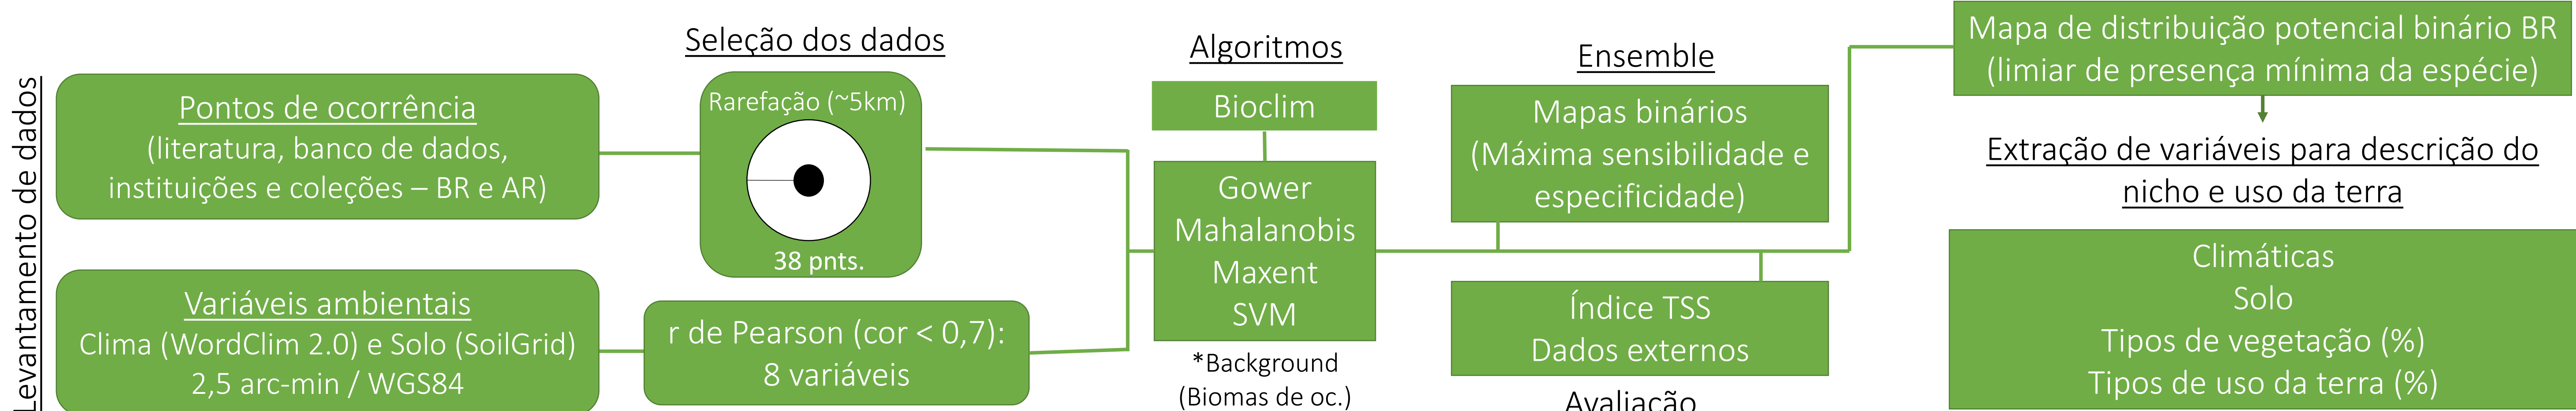 Levantamento de dados
Pontos de ocorrência
(literatura, banco de dados,
instituições e coleções – BR e AR)
Variáveis ambientais
Clima (WordClim 2.0) e Solo (SoilGrid)
2,5 arc-min / WGS84
Seleção dos dados
Rarefação (~5km)
38 pnts.
r de Pearson (cor < 0,7):
8 variáveis
Algoritmos
Bioclim
Gower
Mahalanobis
Maxent
SVM
*Background
(Biomas de oc.)
Ensemble
Mapas binários
(Máxima sensibilidade e
especificidade)
Índice TSS
Dados externos
Avaliação
Mapa de distribuição potencial binário BR
(limiar de presença mínima da espécie)
Extração de variáveis para descrição do
nicho e uso da terra
Climáticas
Solo
Tipos de vegetação (%)
Tipos de uso da terra (%)